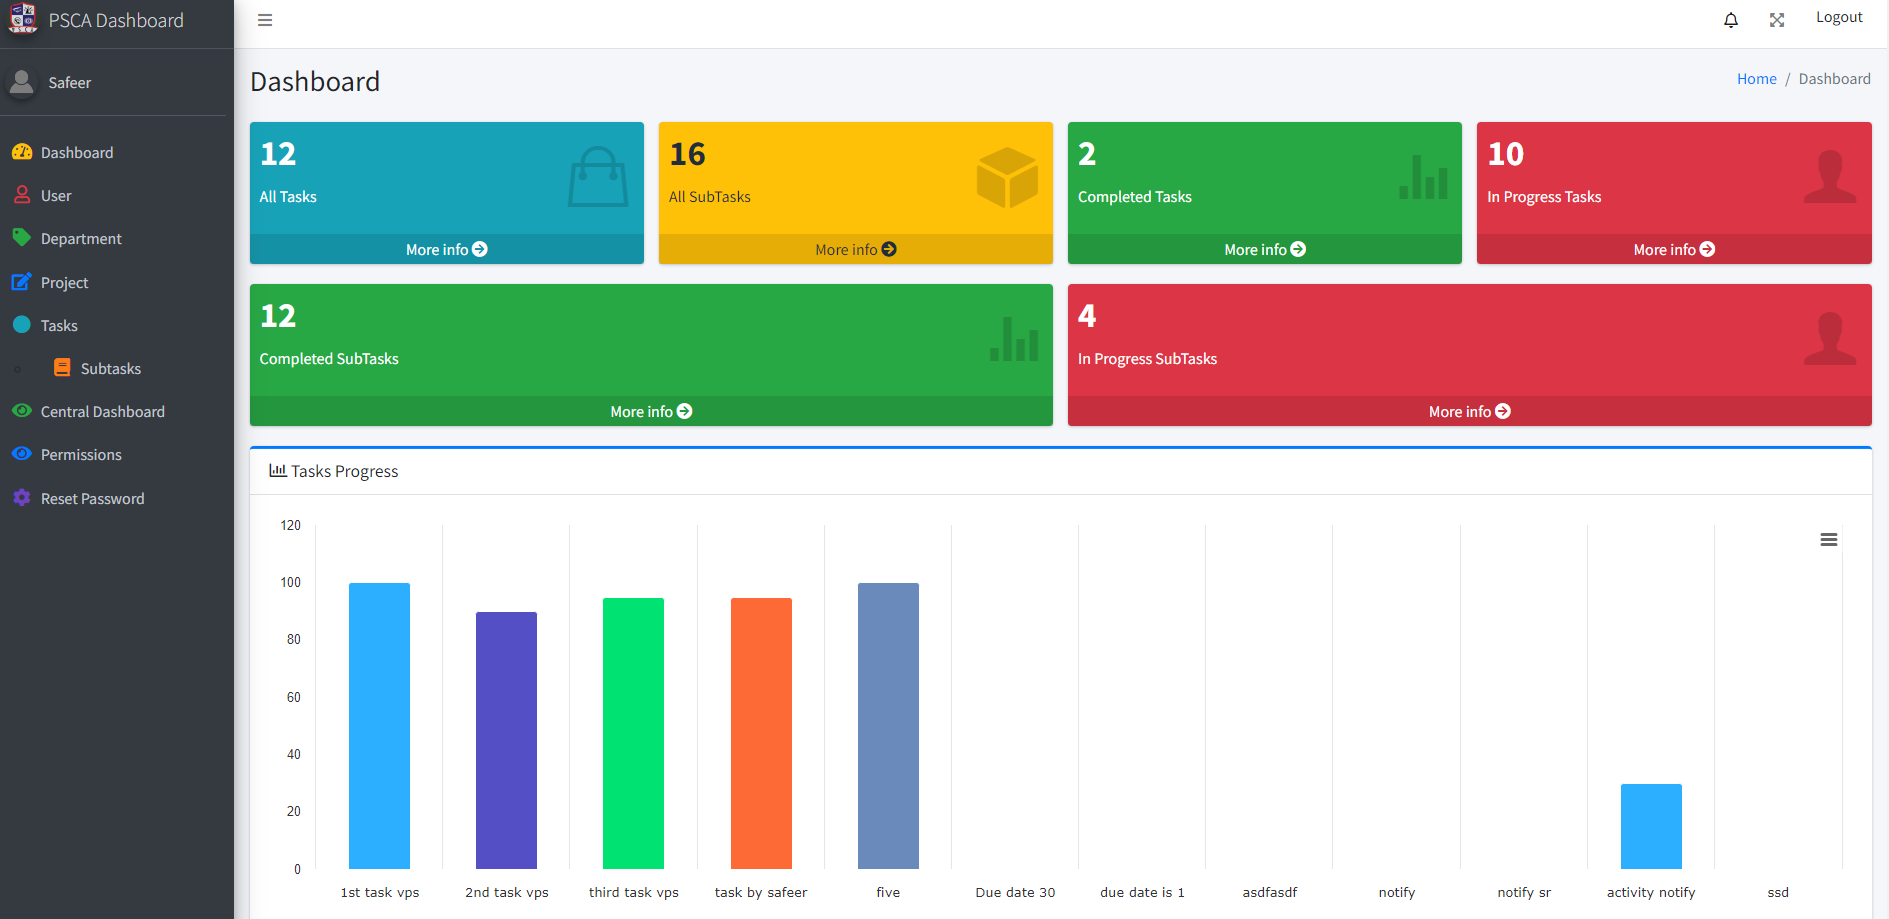 PSCA Dashboard
Logout
Safeer
Dashboard
User
Department
Project
Tasks
Subtasks
Central Dashboard
Permissions
Reset Password
Dashboard
Home / Dashboard
12
All Tasks
More info
16
All SubTasks
More info
2
Completed Tasks
More info
10
In Progress Tasks
More info
12
Completed SubTasks
More info
4
In Progress SubTasks
More info
Tasks Progress
120
100
80
60
40
20
0
1st task vps
2nd task vps
third task vps
task by safeer
five
Due date 30
due date is 1
asdfasdf
notify
notify sr
activity notify
ssd